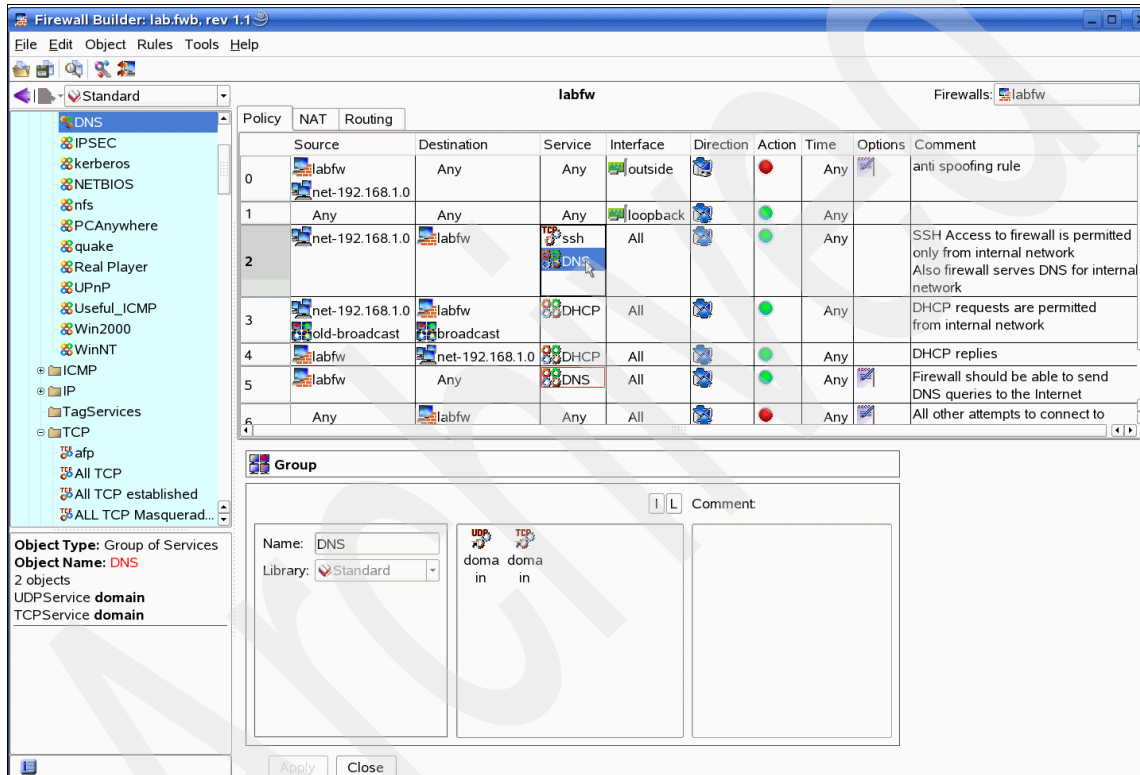 Firewall Builder: lab.fwb, rev 1.1
File Edit Object Rules Tools Help
Standard
labfw
Firewalls: labfw
DNS
IPSEC
kerberos
NETBIOS
nfs
PCAnywhere
quake
Real Player
UPnP
Useful_ICMP
Win2000
WinNT
ICMP
IP
TagServices
TCP
afp
All TCP
All TCP established
ALL TCP Masquerad...
Policy NAT Routing
Source Destination Service Interface Direction Action Time Options Comment
0 labfw Any Any outside Any anti spoofing rule
net-192.168.1.0
1 Any Any Any loopback Any
2 net-192.168.1.0 labfw ssh All Any SSH Access to firewall is permitted
only from internal network
DNS Also firewall serves DNS for internal
network
3 net-192.168.1.0 labfw DHCP All Any DHCP requests are permitted
old-broadcast broadcast from internal network
4 labfw net-192.168.1.0 DHCP All Any DHCP replies
5 labfw Any DNS All Any Firewall should be able to send
DNS queries to the Internet
6 Any labfw Any All Any All other attempts to connect to
Object Type: Group of Services
Object Name: DNS
2 objects
UDPService domain
TCPService domain
Group
I L Comment:
Name: DNS
Library: Standard
UDP TCP
doma doma
in in
Apply Close
Archived